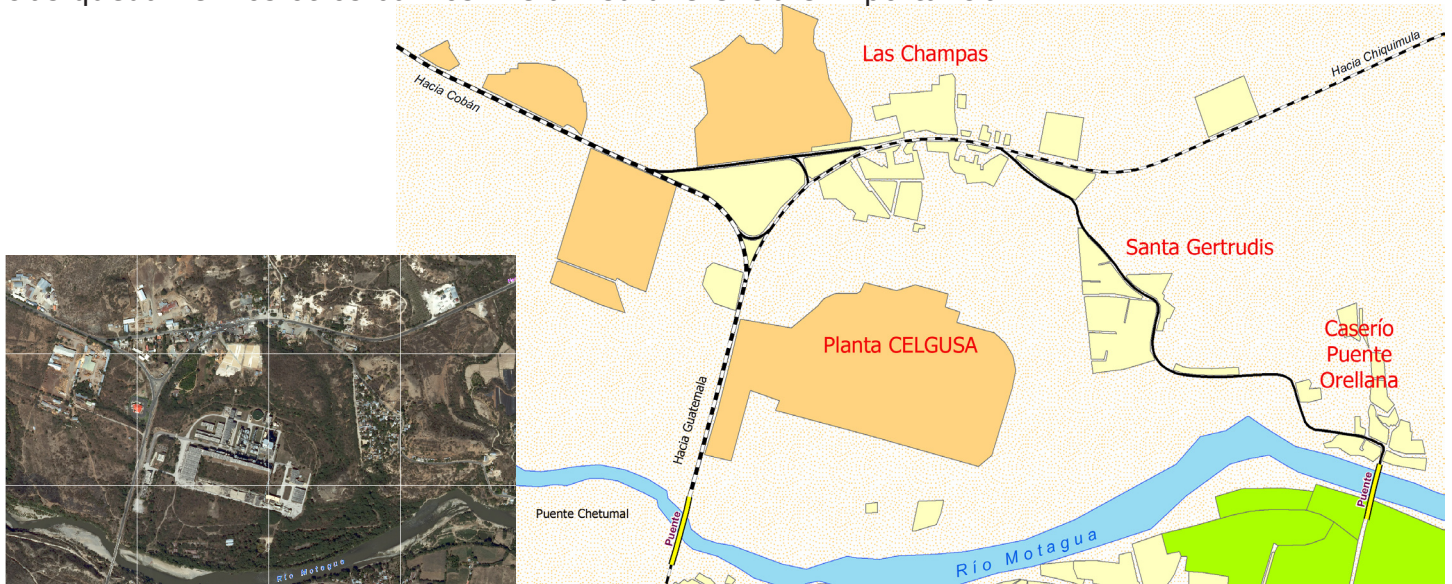 Las Champas
Hacia Chiquimula
Hacia Cobán
Santa Gertrudis
Caserío
Puente
Orellana
Planta CELGUSA
Hacia Guatemala
Puente Chetumal
Puente
Puente
Río Motagua
Río Motagua